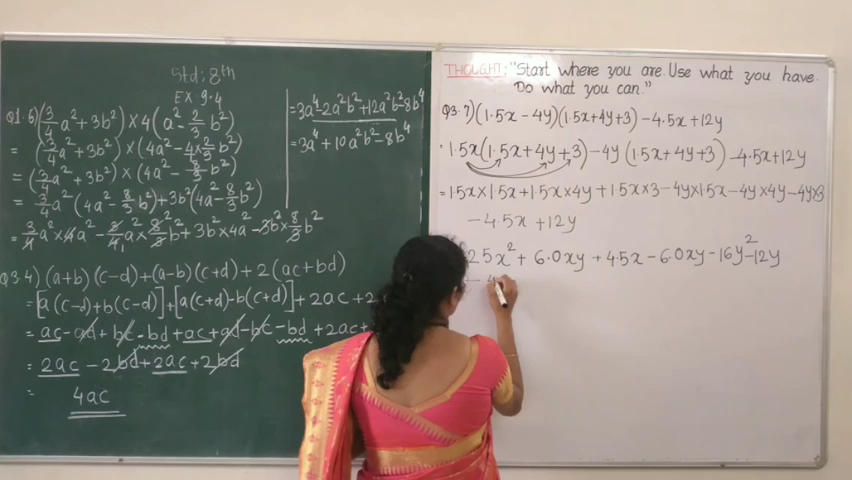 Std: 8th
EX 9.4
Q1.6) (3/4 a² + 3b²) × 4(a² - 2/3 b²)
= (3/4 a² + 3b²) × (4a² - 4×2/3 b²)
= (3/4 a² + 3b²) × (4a² - 8/3 b²)
= 3/4 a² (4a² - 8/3 b²) + 3b² (4a² - 8/3 b²)
= 3/4 a² × 4a² - 3/4 a² × 8/3 b² + 3b² × 4a² - 3b² × 8/3 b²
= 3a⁴ - 2a²b² + 12a²b² - 8b⁴
= 3a⁴ + 10a²b² - 8b⁴
Q3.4) (a+b)(c-d) + (a-b)(c+d) + 2(ac+bd)
= [a(c-d) + b(c-d)] + [a(c+d) - b(c+d)] + 2ac + 2
= ac - ad + bc - bd + ac + ad - bc - bd + 2ac +
= 2ac - 2bd + 2ac + 2bd
= 4ac
THOUGHT: "Start where you are. Use what you have.
Do what you can."
Q3.7) (1.5x - 4y)(1.5x + 4y + 3) - 4.5x + 12y
1.5x (1.5x + 4y + 3) - 4y (1.5x + 4y + 3) - 4.5x + 12y
= 1.5x × 1.5x + 1.5x × 4y + 1.5x × 3 - 4y × 1.5x - 4y × 4y - 4y × 3
- 4.5x + 12y
25x² + 6.0xy + 4.5x - 6.0xy - 16y² - 12y
- 4